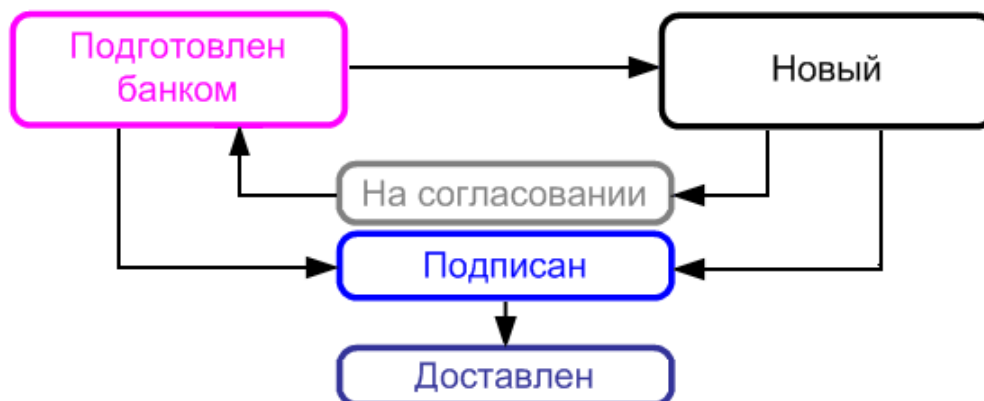 Подготовлен
банком
Новый
На согласовании
Подписан
Доставлен